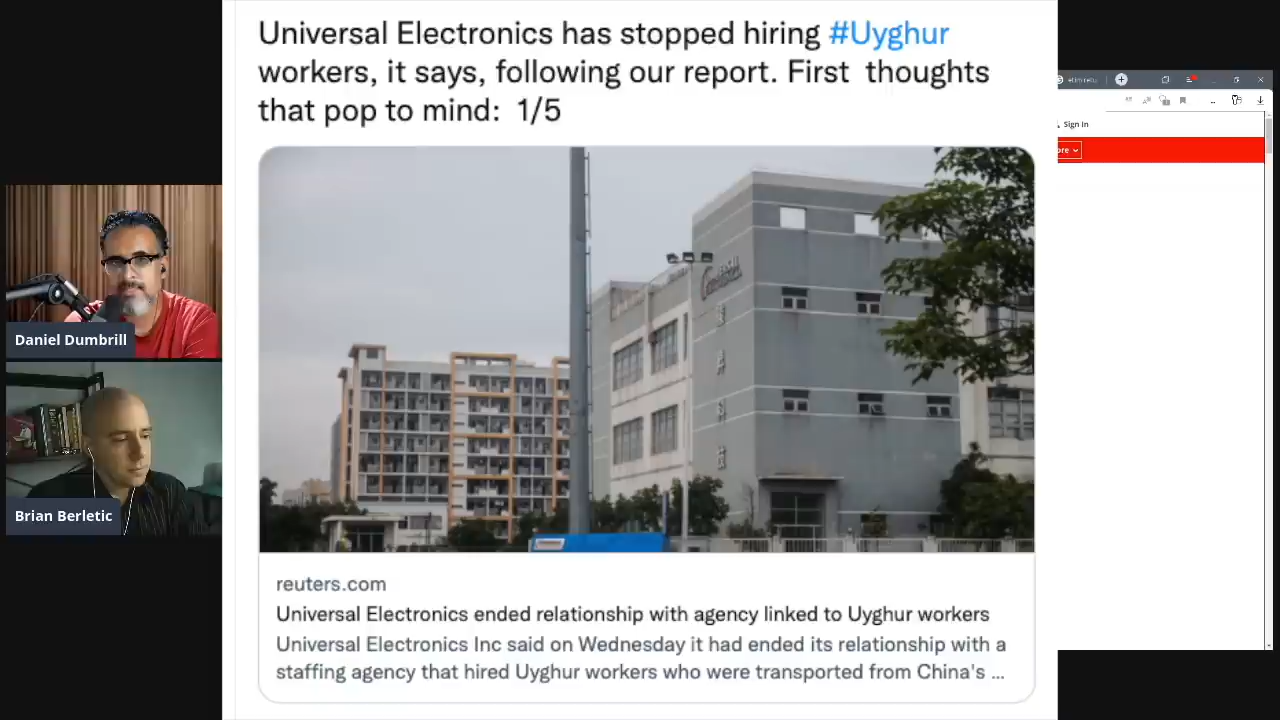 Universal Electronics has stopped hiring #Uyghur
workers, it says, following our report. First thoughts
that pop to mind: 1/5
Sign In
Daniel Dumbrill
Brian Berletic
reuters.com
Universal Electronics ended relationship with agency linked to Uyghur workers
Universal Electronics Inc said on Wednesday it had ended its relationship with a
staffing agency that hired Uyghur workers who were transported from China's ...